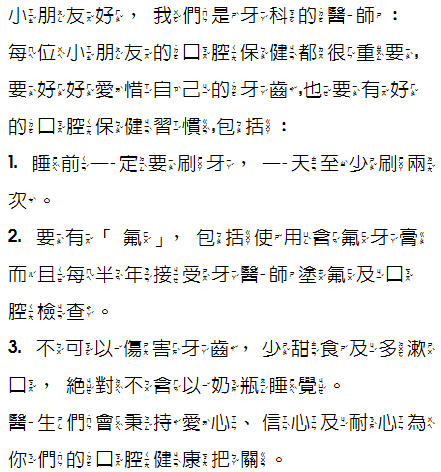 小朋友好，我們是牙科的醫師：
每位小朋友的口腔保健都很重要,
要好好愛惜自己的牙齒,也要有好
的口腔保健習慣,包括：
1. 睡前一定要刷牙，一天至少刷兩
次。
2. 要有「氟」，包括使用含氟牙膏
而且每半年接受牙醫師塗氟及口
腔檢查。
3. 不可以傷害牙齒，少甜食及多漱
口，絕對不含以奶瓶睡覺。
醫生們會秉持愛心、信心及耐心為
你們的口腔健康把關。